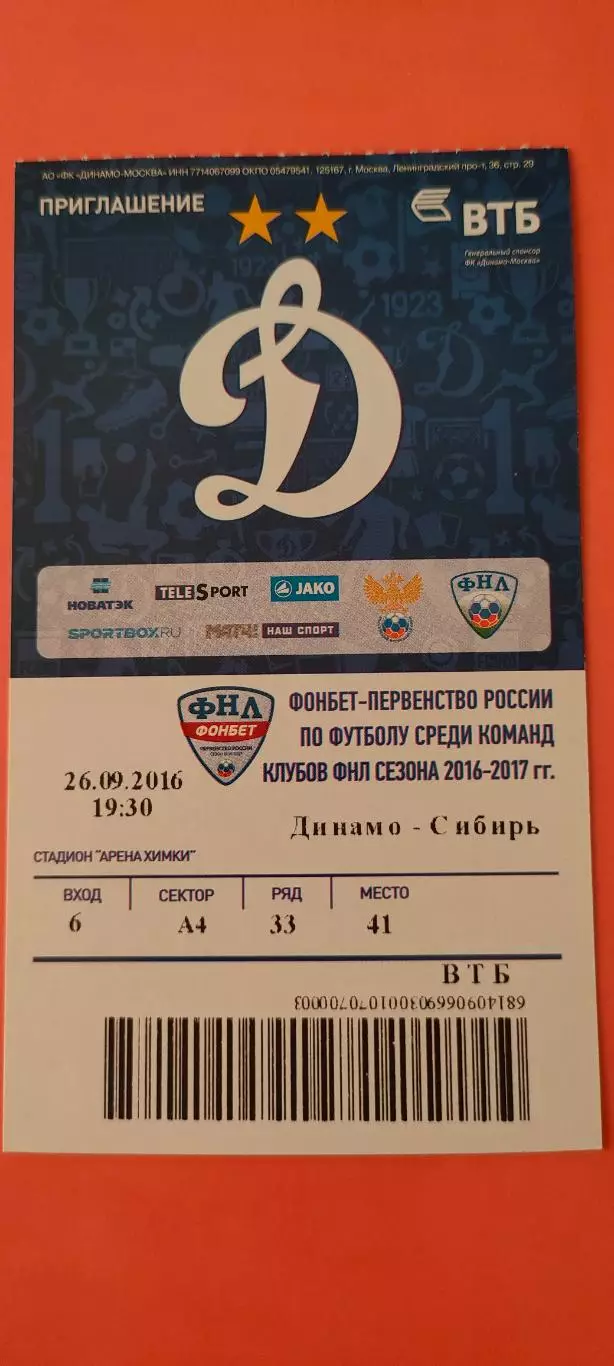 АО «ФК «ДИНАМО-МОСКВА» ИНН 7714067099 ОКПО 05479541, 125167, г. Москва, Ленинградский про-т, 36, стр. 29
ПРИГЛАШЕНИЕ
ВТБ
Генеральный спонсор
ФК «Динамо-Москва»
1923
Д
НОВАТЭК
TELESPORT
JAKO
ФНЛ
SPORTBOX.RU
МАТЧ! НАШ СПОРТ
ФНЛ
ФОНБЕТ
ФОНБЕТ-ПЕРВЕНСТВО РОССИИ
ПО ФУТБОЛУ СРЕДИ КОМАНД
КЛУБОВ ФНЛ СЕЗОНА 2016-2017 гг.
26.09.2016
19:30
Динамо - Сибирь
СТАДИОН "АРЕНА ХИМКИ"
ВХОД СЕКТОР РЯД МЕСТО
6 А4 33 41
ВТБ
6814090669030010707070003